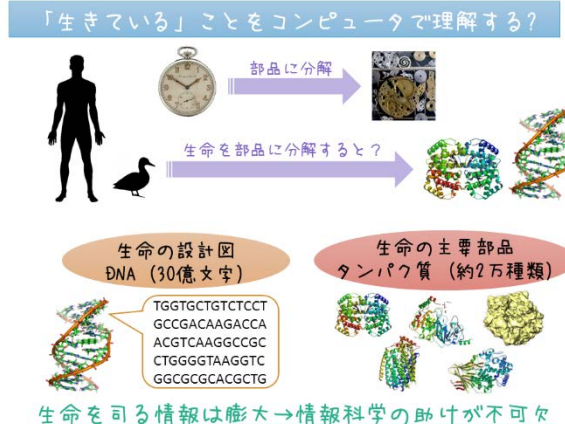 「生きている」ことをコンピュータで理解する?
部品に分解
生命を部品に分解すると?
生命の設計図
DNA (30億文字)
TGGTGCTGTCTCCT
GCCGACAAGACCA
ACGTCAAGGCCGC
CTGGGGTAAGGTC
GGCGCGCACGCTG
生命の主要部品
タンパク質 (約2万種類)
生命を司る情報は膨大→情報科学の助けが不可欠